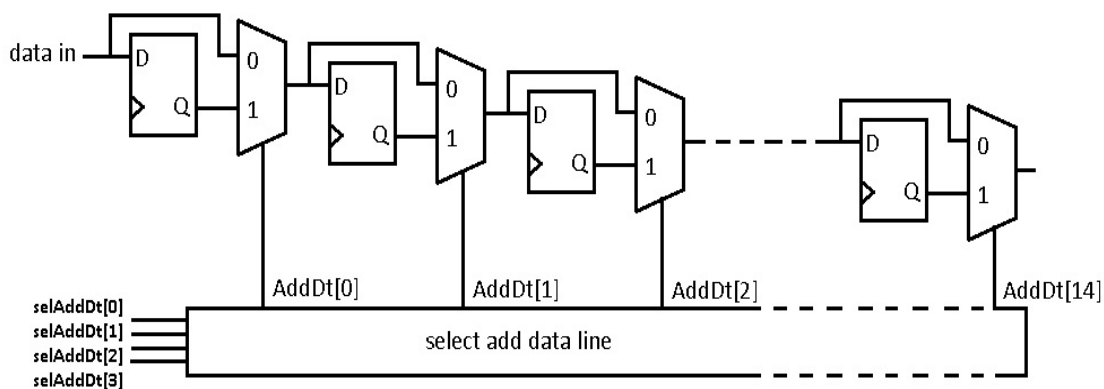 data in
D
Q
0
1
D
Q
0
1
D
Q
0
1
D
Q
0
1
AddDt[0]
AddDt[1]
AddDt[2]
AddDt[14]
selAddDt[0]
selAddDt[1]
selAddDt[2]
selAddDt[3]
select add data line